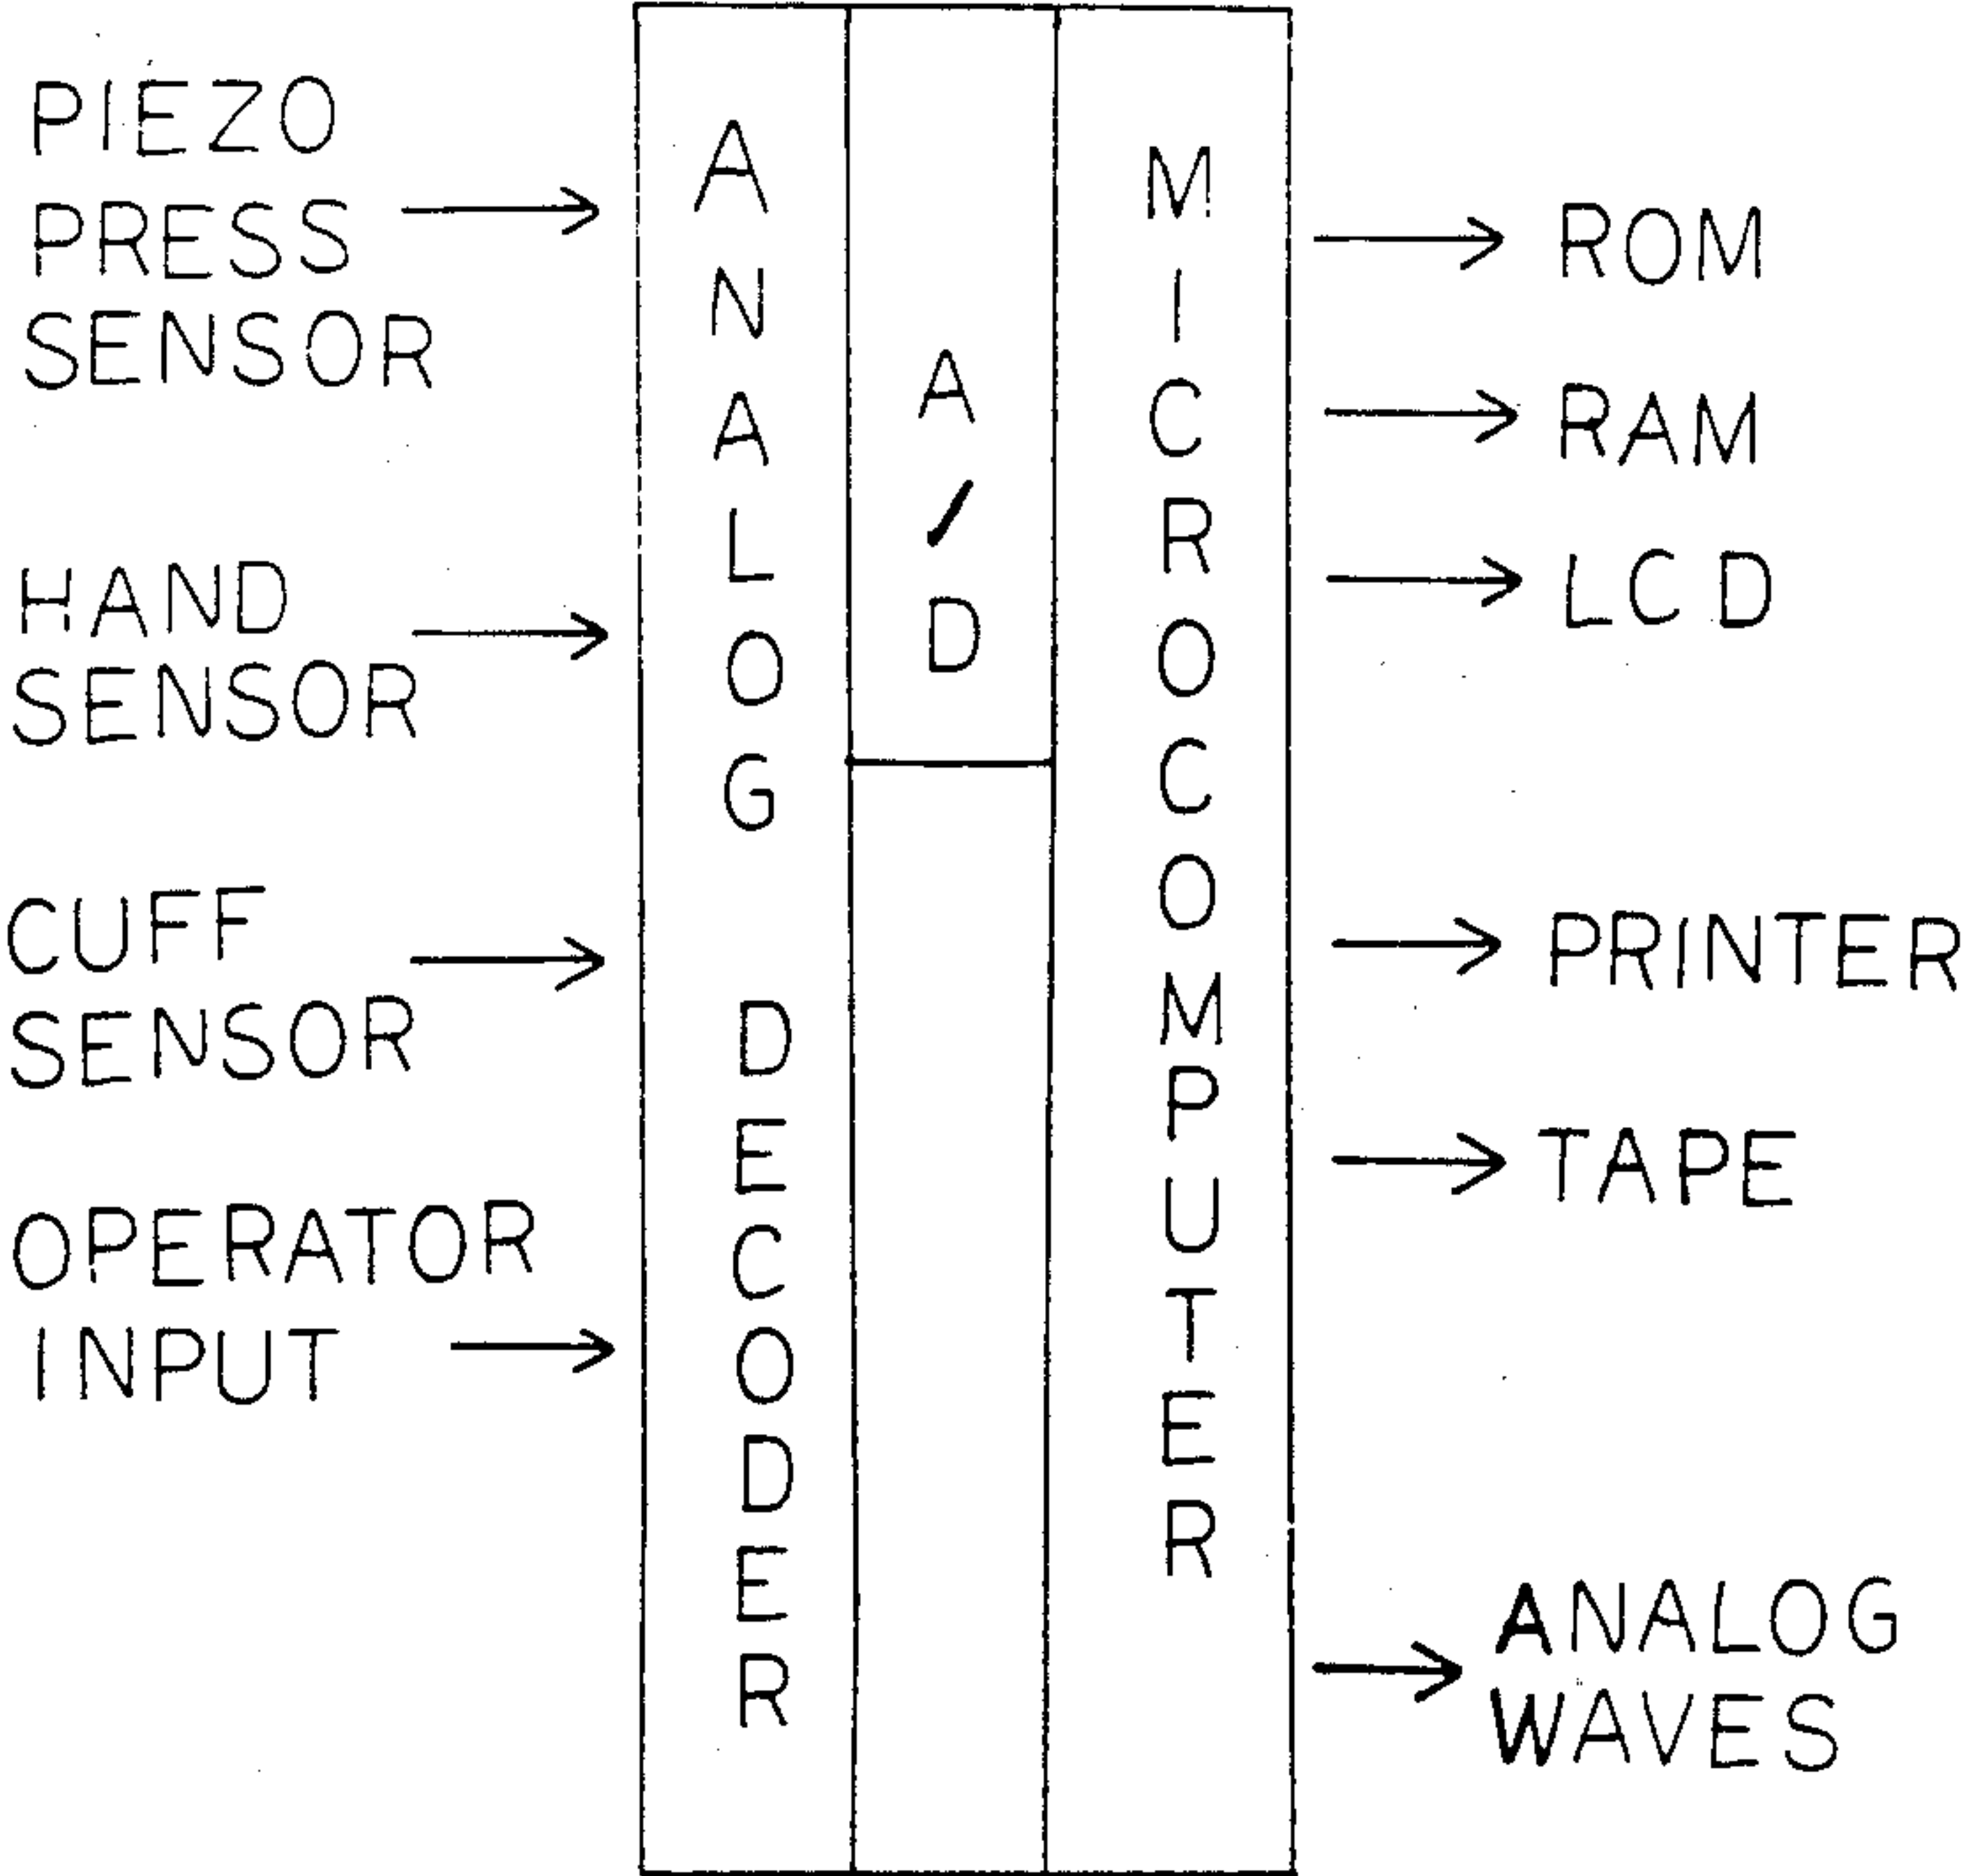 PIEZO
PRESS
SENSOR
HAND
SENSOR
CUFF
SENSOR
OPERATOR
INPUT
ANALOG DECODER
A/D
MICROCOMPUTER
ROM
RAM
LCD
PRINTER
TAPE
ANALOG
WAVES